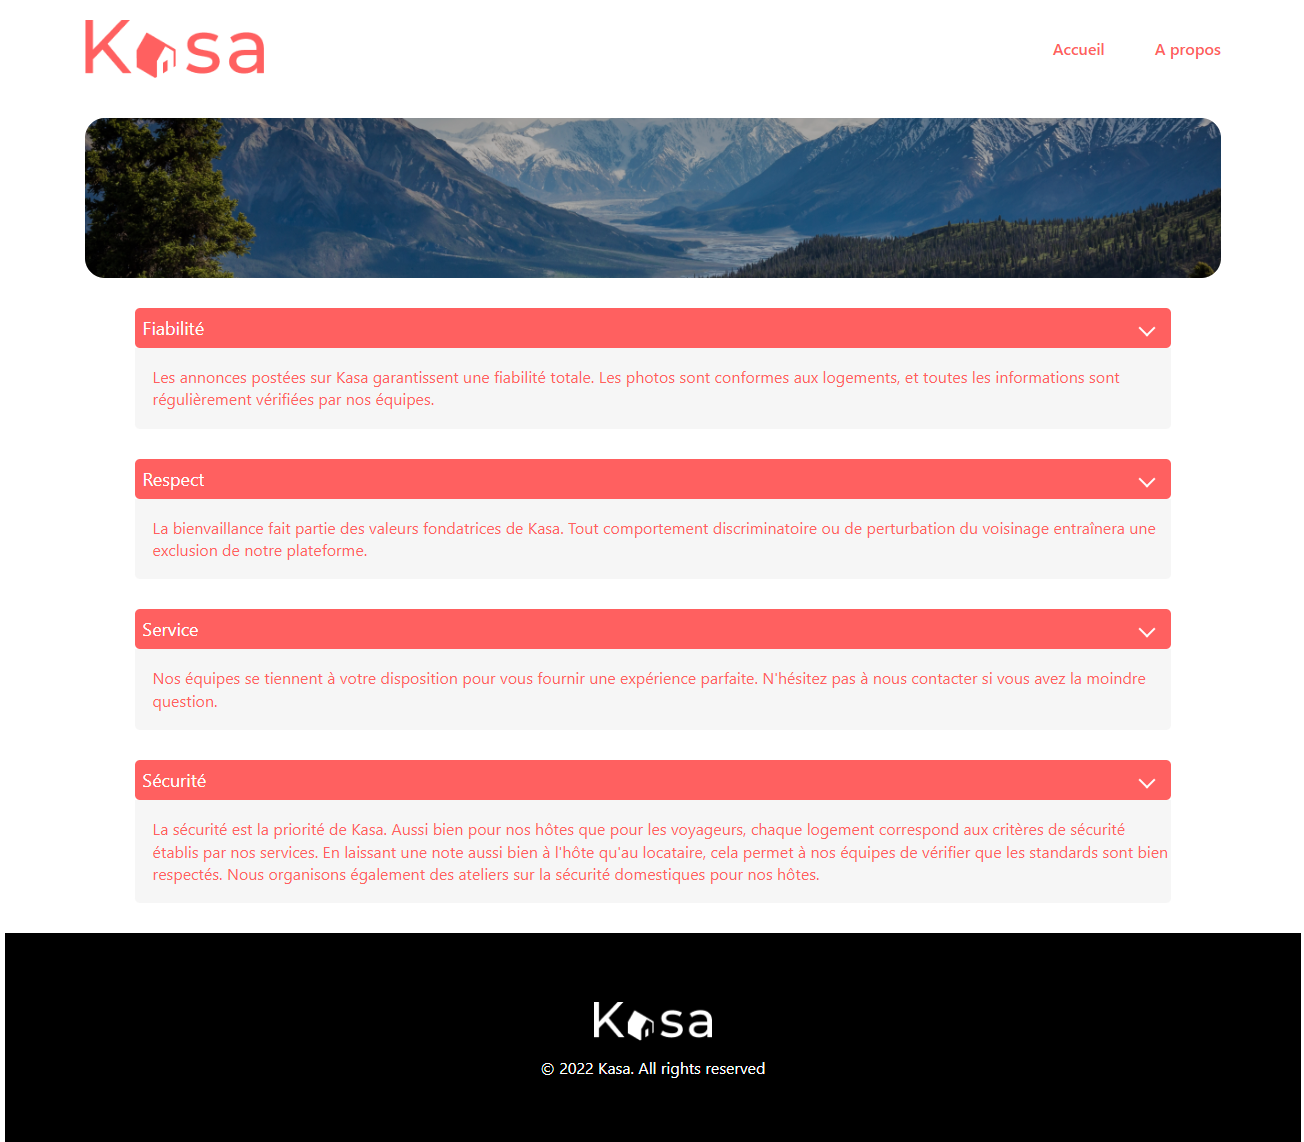 Kasa
Accueil
A propos
Fiabilité
Les annonces postées sur Kasa garantissent une fiabilité totale. Les photos sont conformes aux logements, et toutes les informations sont
régulièrement vérifiées par nos équipes.
Respect
La bienvaillance fait partie des valeurs fondatrices de Kasa. Tout comportement discriminatoire ou de perturbation du voisinage entraînera une
exclusion de notre plateforme.
Service
Nos équipes se tiennent à votre disposition pour vous fournir une expérience parfaite. N'hésitez pas à nous contacter si vous avez la moindre
question.
Sécurité
La sécurité est la priorité de Kasa. Aussi bien pour nos hôtes que pour les voyageurs, chaque logement correspond aux critères de sécurité
établis par nos services. En laissant une note aussi bien à l'hôte qu'au locataire, cela permet à nos équipes de vérifier que les standards sont bien
respectés. Nous organisons également des ateliers sur la sécurité domestiques pour nos hôtes.
Kasa
© 2022 Kasa. All rights reserved